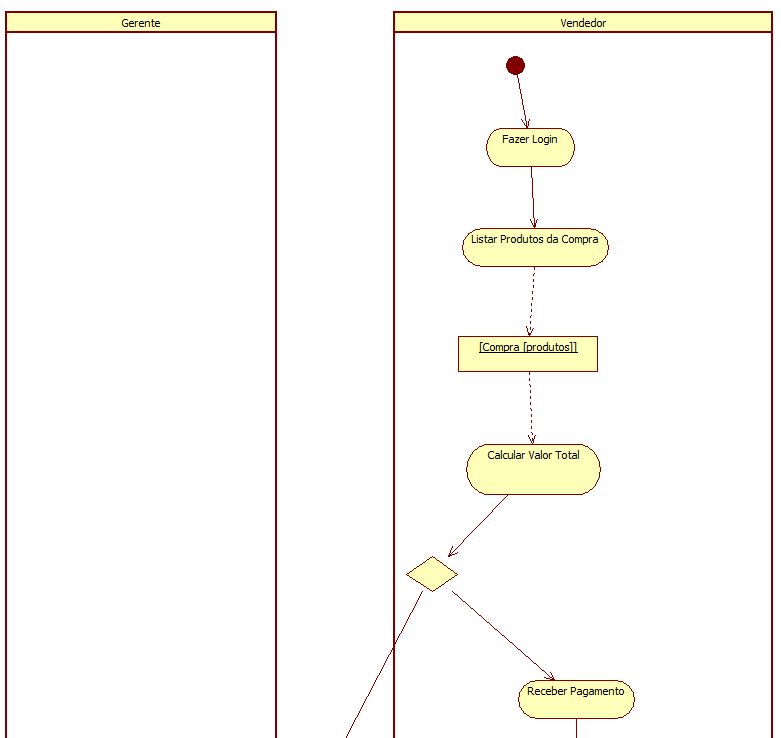 Gerente
Vendedor
Fazer Login
Listar Produtos da Compra
[Compra [produtos]]
Calcular Valor Total
Receber Pagamento